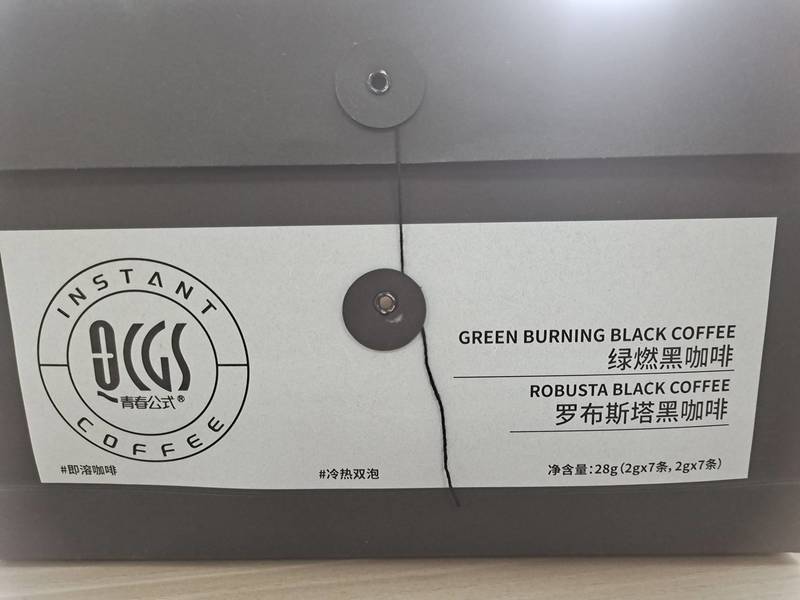 INSTANT
QCGS
青春公式®
COFFEE
#即溶咖啡
#冷热双泡
GREEN BURNING BLACK COFFEE
绿燃黑咖啡
ROBUSTA BLACK COFFEE
罗布斯塔黑咖啡
净含量：28g（2gx7条，2gx7条）